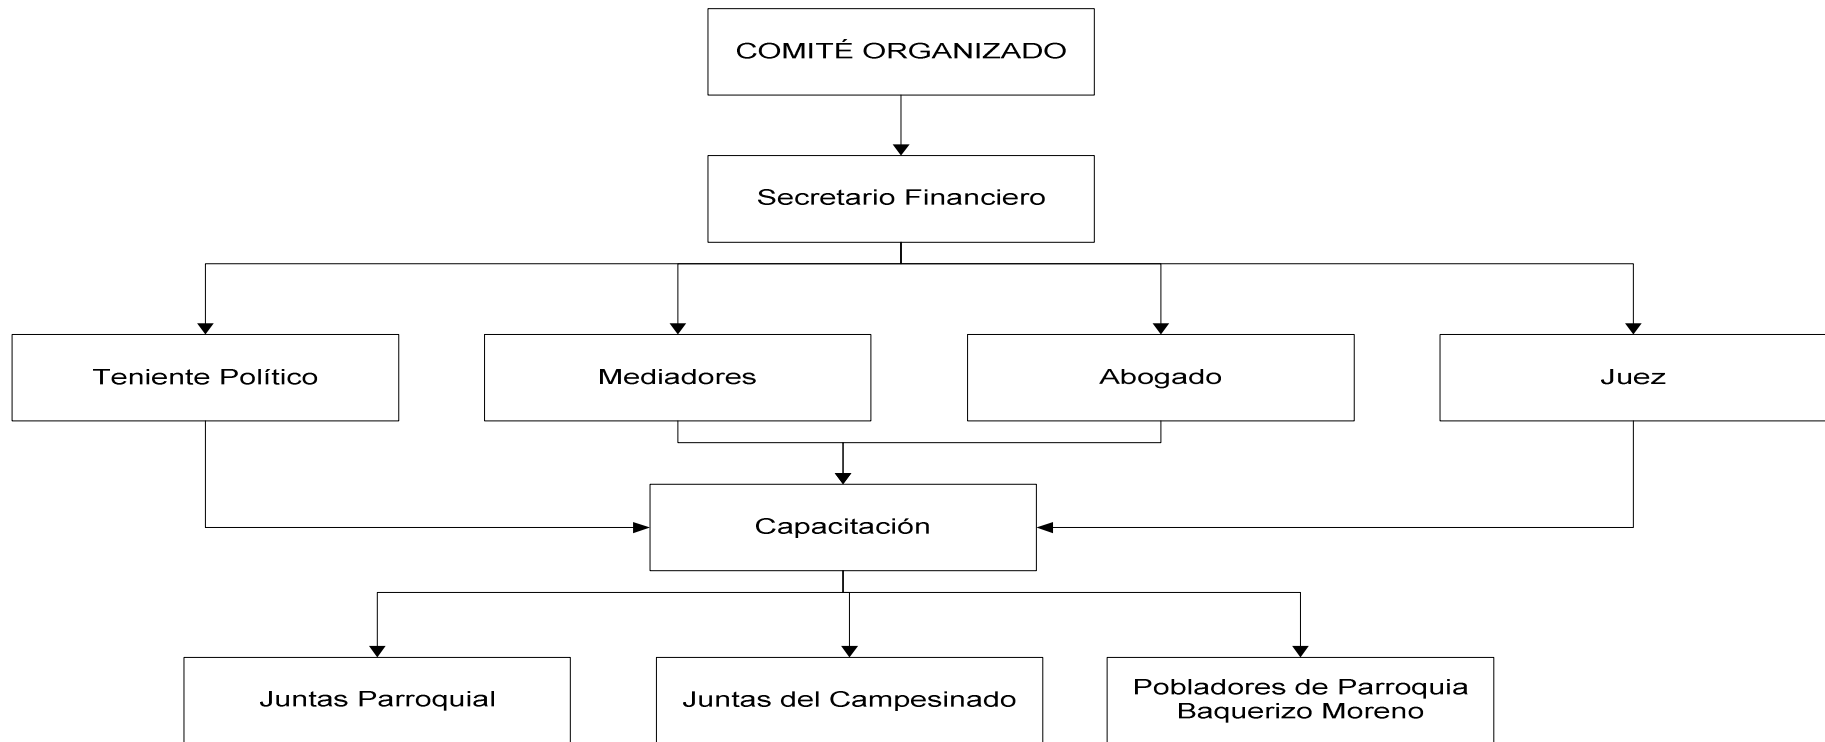 COMITÉ ORGANIZADO
Secretario Financiero
Teniente Político
Mediadores
Abogado
Juez
Capacitación
Juntas Parroquial
Juntas del Campesinado
Pobladores de Parroquia
Baquerizo Moreno